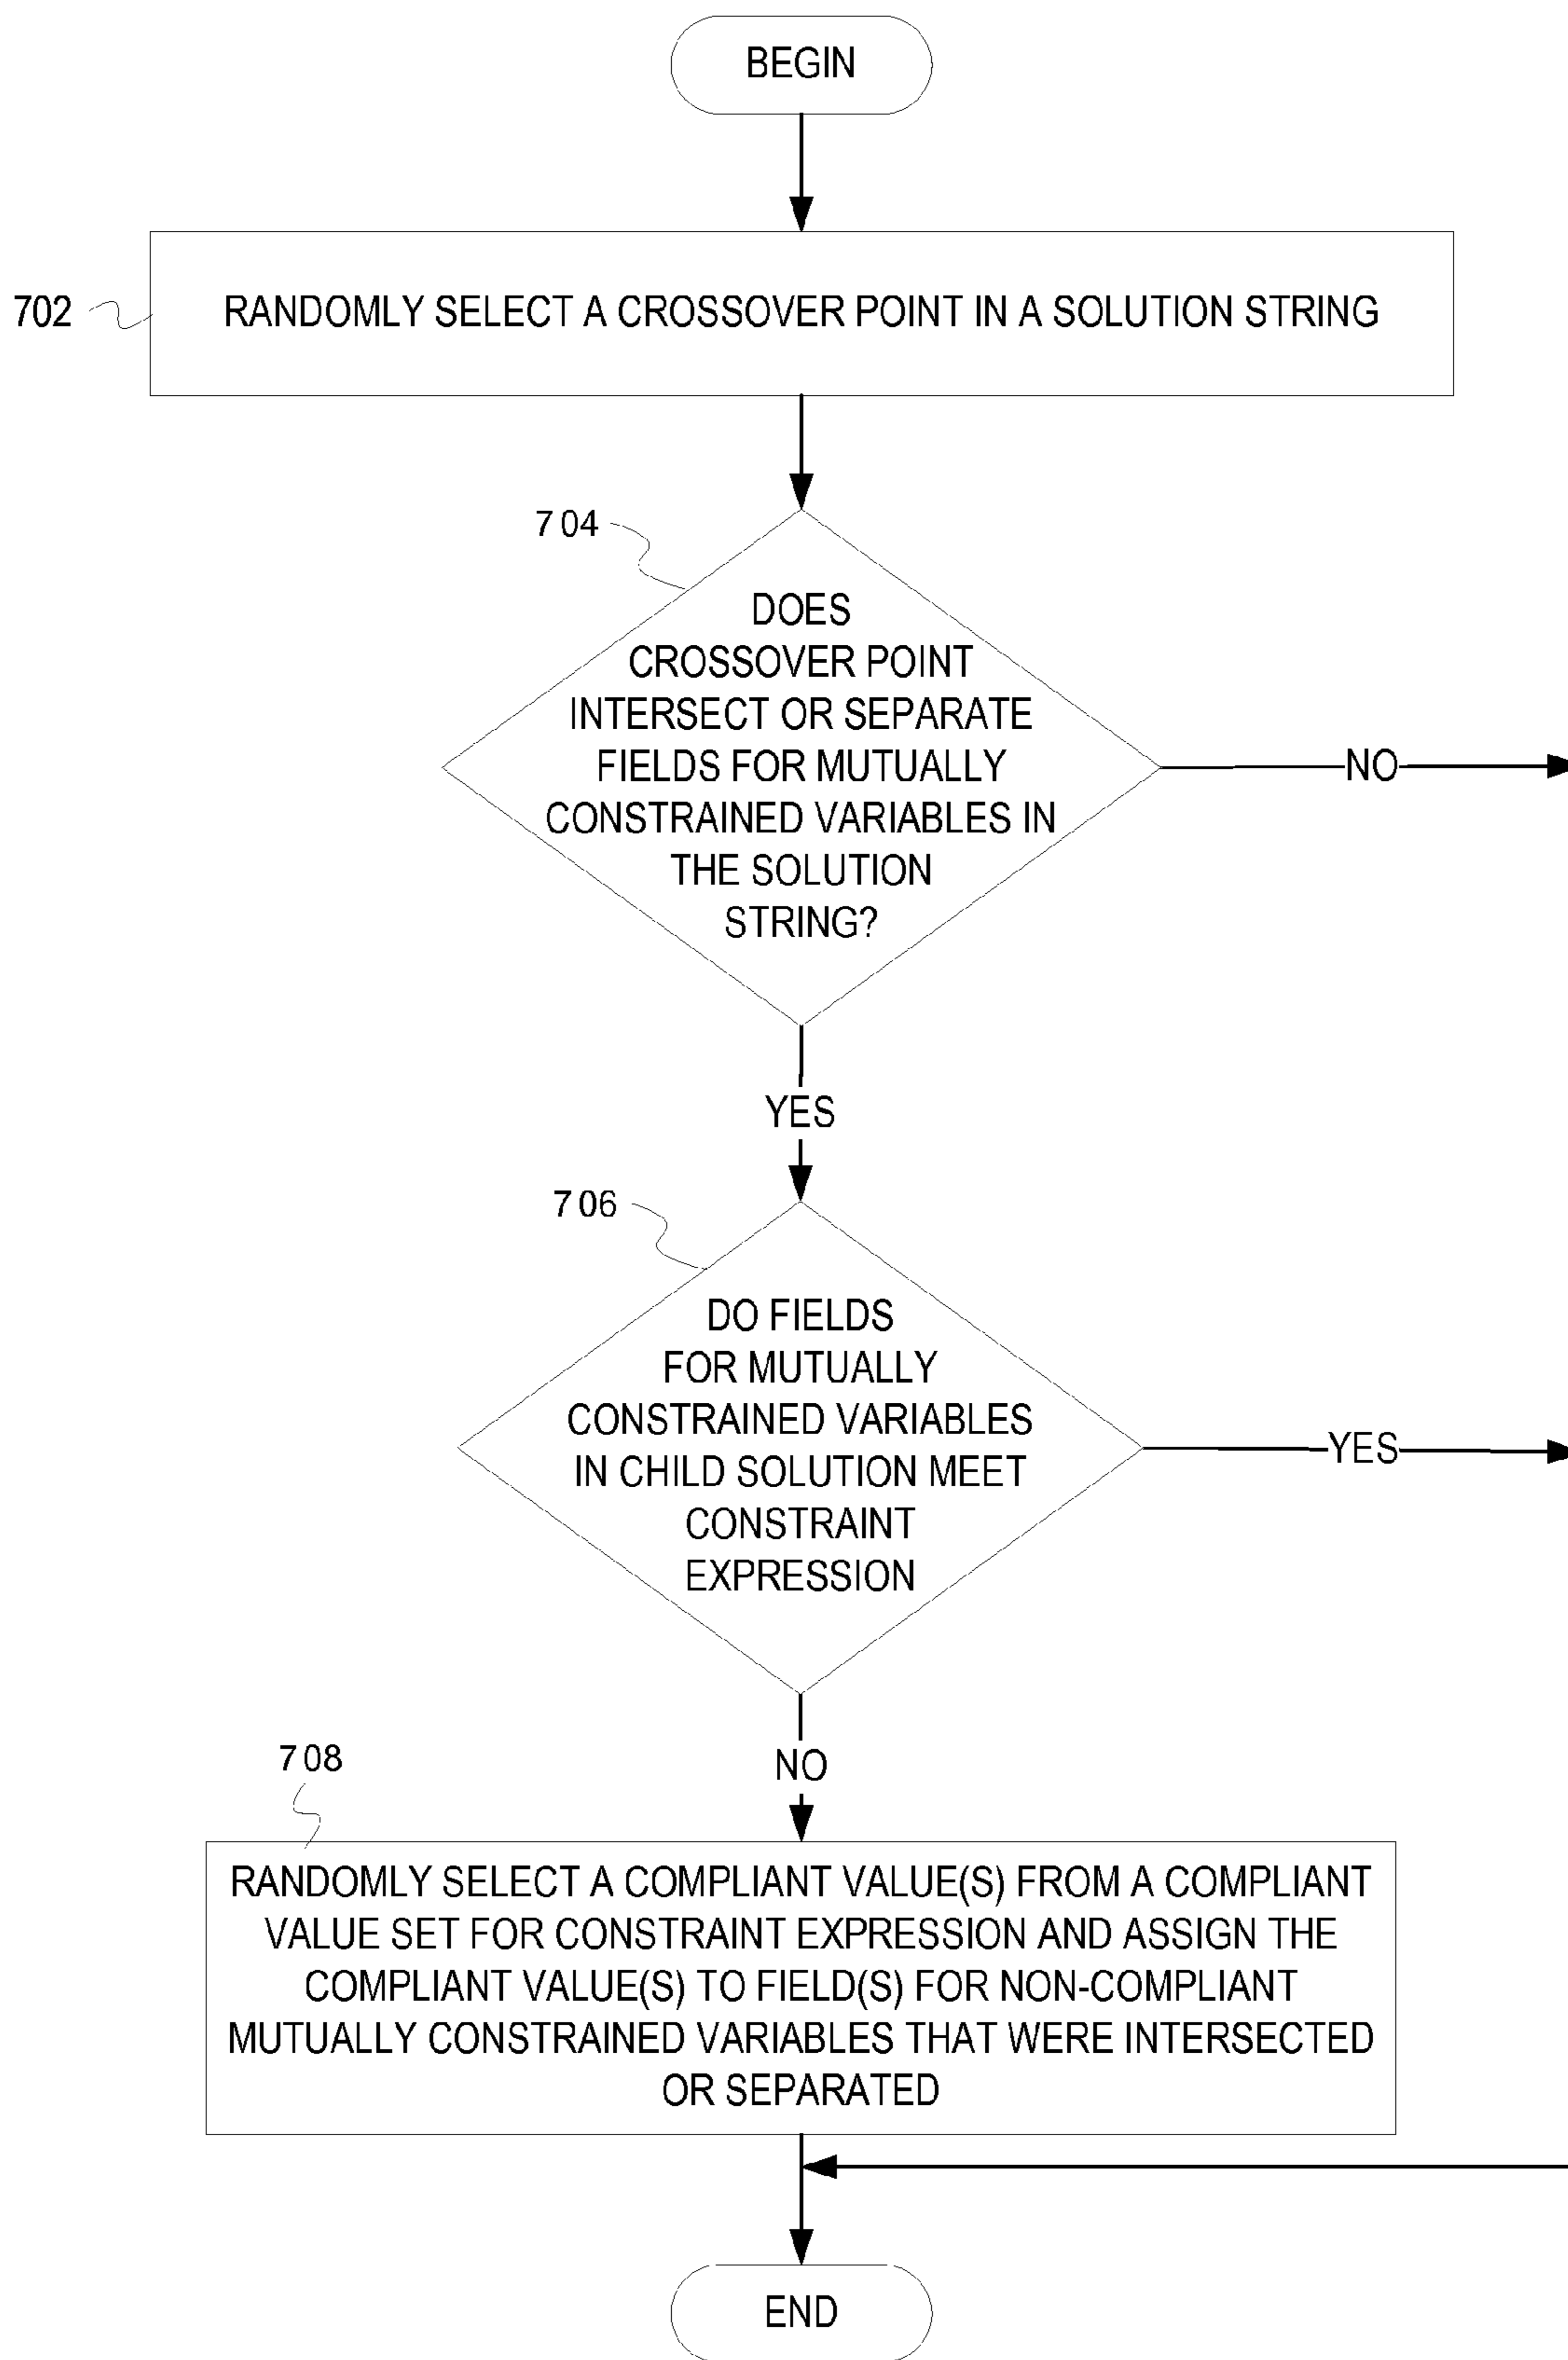 BEGIN
702
RANDOMLY SELECT A CROSSOVER POINT IN A SOLUTION STRING
704
DOES
CROSSOVER POINT
INTERSECT OR SEPARATE
FIELDS FOR MUTUALLY
CONSTRAINED VARIABLES IN
THE SOLUTION
STRING?
NO
YES
706
DO FIELDS
FOR MUTUALLY
CONSTRAINED VARIABLES
IN CHILD SOLUTION MEET
CONSTRAINT
EXPRESSION
YES
NO
708
RANDOMLY SELECT A COMPLIANT VALUE(S) FROM A COMPLIANT
VALUE SET FOR CONSTRAINT EXPRESSION AND ASSIGN THE
COMPLIANT VALUE(S) TO FIELD(S) FOR NON-COMPLIANT
MUTUALLY CONSTRAINED VARIABLES THAT WERE INTERSECTED
OR SEPARATED
END